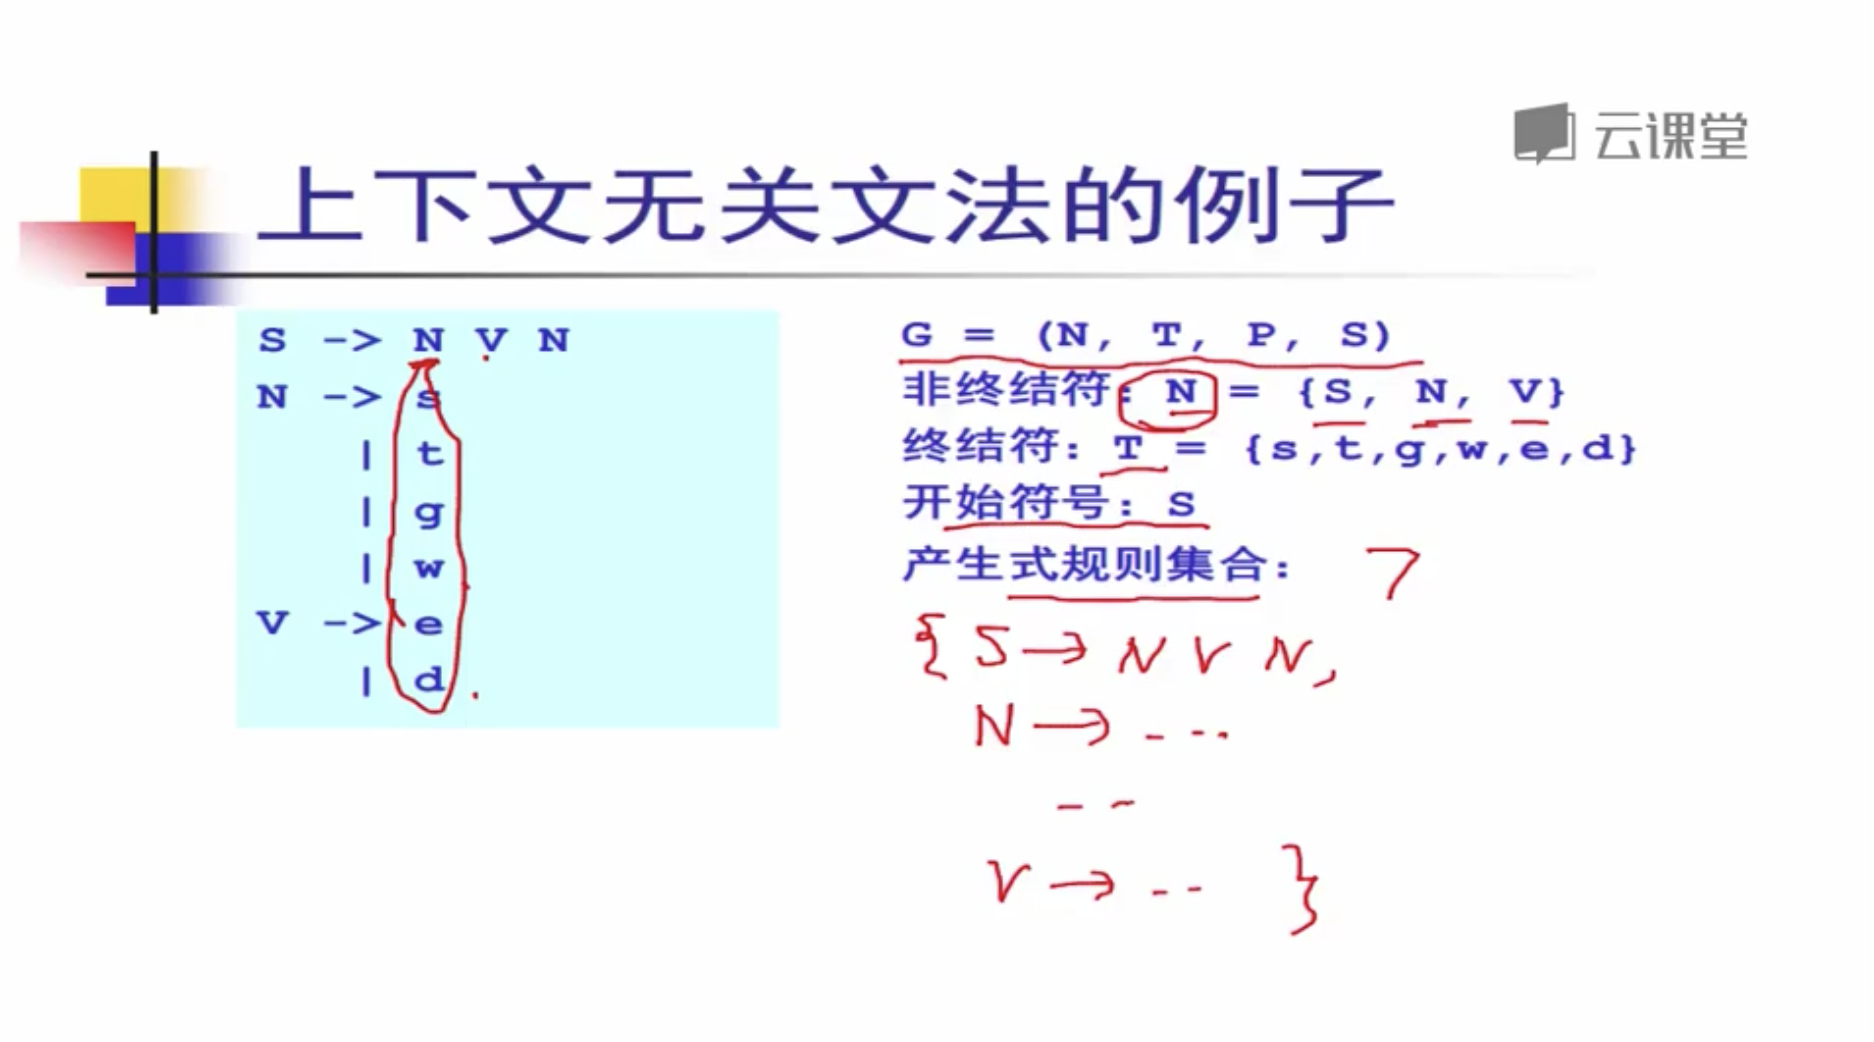 云课堂
上下文无关文法的例子
S -> N V N
N -> s
| t
| g
| w
V -> e
| d
G = (N, T, P, S)
非终结符: N = {S, N, V}
终结符: T = {s,t,g,w,e,d}
开始符号: S
产生式规则集合: 7
{ S → N V N,
N → ...
--
V → -- }